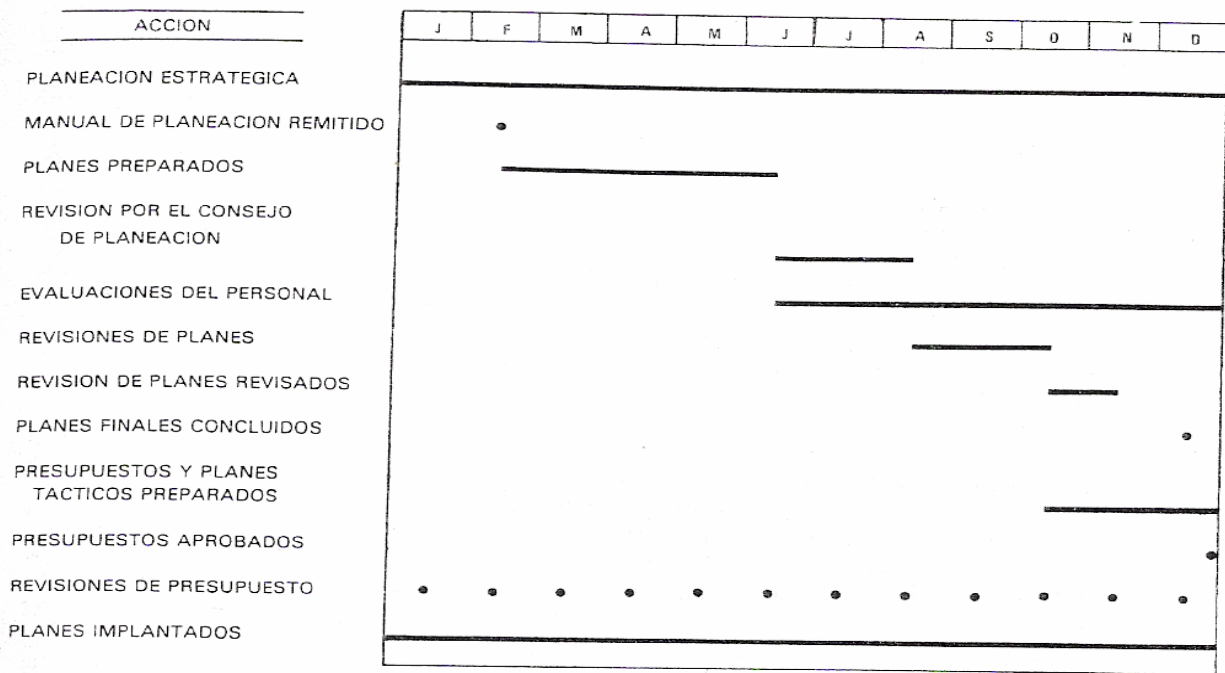 ACCION
J F M A M J J A S O N D
PLANEACION ESTRATEGICA
MANUAL DE PLANEACION REMITIDO
PLANES PREPARADOS
REVISION POR EL CONSEJO
DE PLANEACION
EVALUACIONES DEL PERSONAL
REVISIONES DE PLANES
REVISION DE PLANES REVISADOS
PLANES FINALES CONCLUIDOS
PRESUPUESTOS Y PLANES
TACTICOS PREPARADOS
PRESUPUESTOS APROBADOS
REVISIONES DE PRESUPUESTO
PLANES IMPLANTADOS